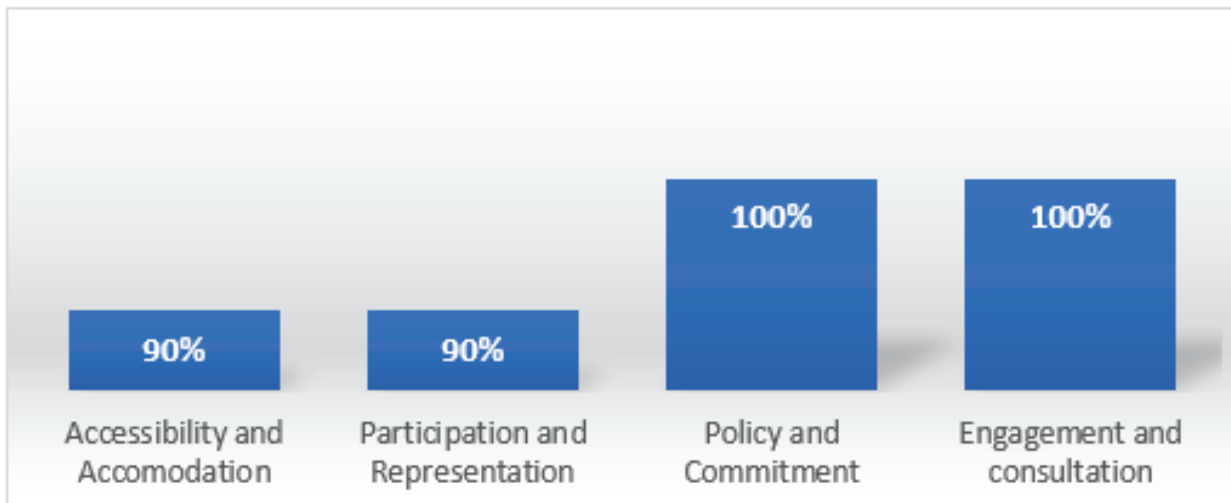 100%
100%
90%
90%
Accessibility and
Accomodation
Participation and
Representation
Policy and
Commitment
Engagement and
consultation